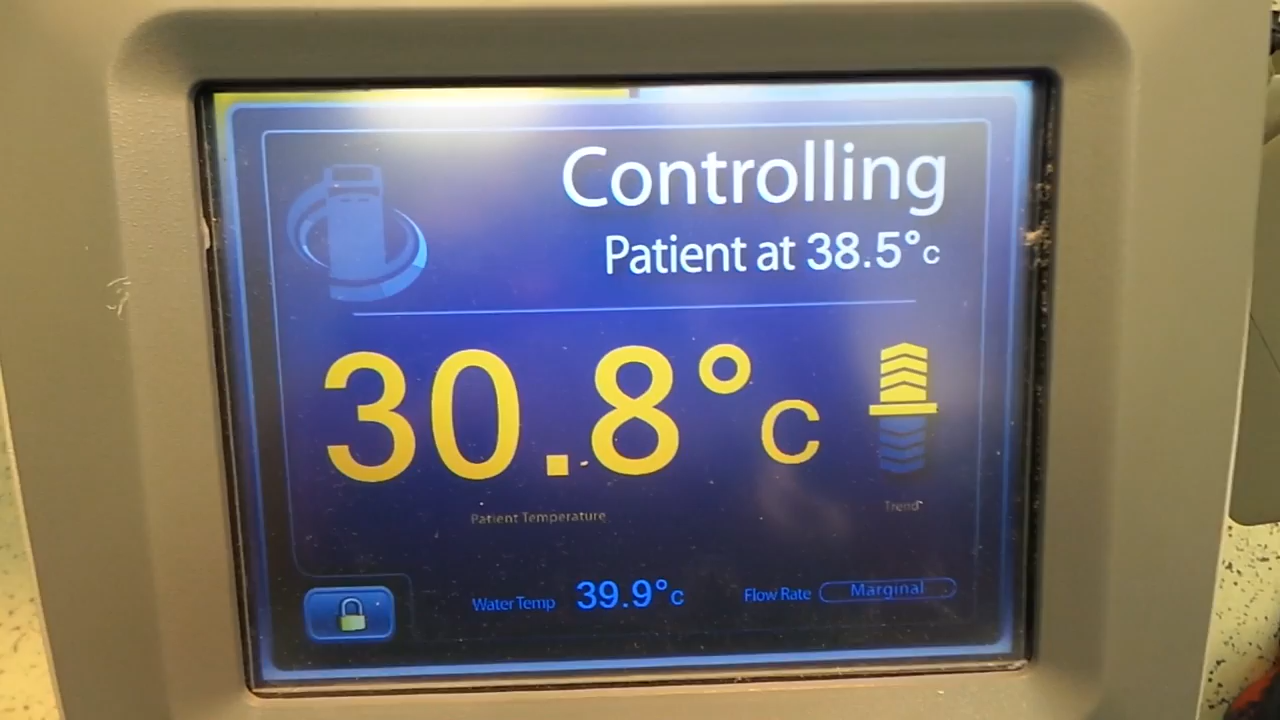 Controlling
Patient at 38.5°c
30.8°c
Patient Temperature
Trend
Water Temp 39.9°c Flow Rate Marginal